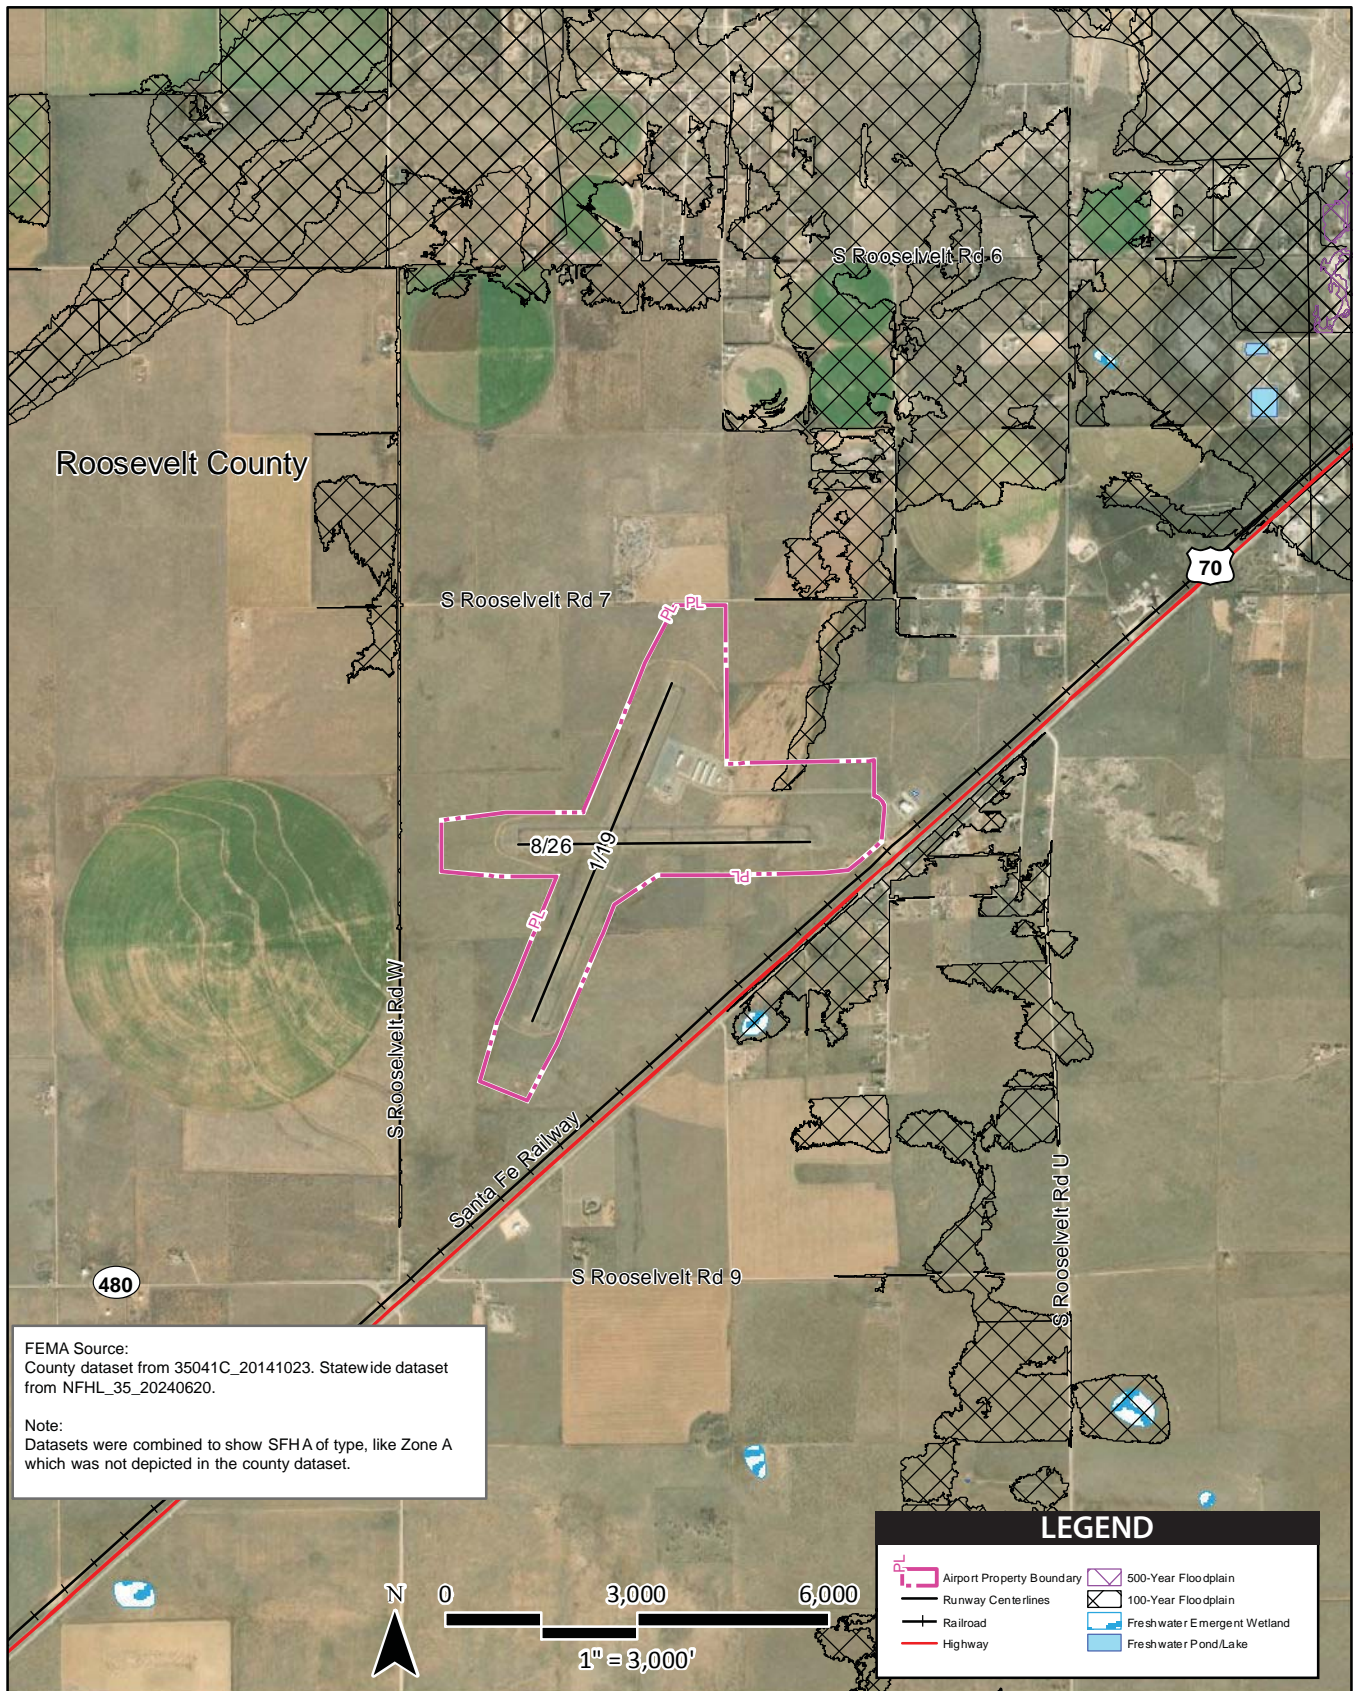 S Rooselvelt Rd 6
Roosevelt County
70
S Rooselvelt Rd 7
PL
PL
8/26
1/19
PL
PL
S Rooselvelt Rd W
Santa Fe Railway
S Rooselvelt Rd U
480
S Rooselvelt Rd 9
FEMA Source:
County dataset from 35041C_20141023. Statewide dataset
from NFHL_35_20240620.
Note:
Datasets were combined to show SFHA of type, like Zone A
which was not depicted in the county dataset.
N
0 3,000 6,000
1" = 3,000'
LEGEND
PL
Airport Property Boundary
Runway Centerlines
Railroad
Highway
500-Year Floodplain
100-Year Floodplain
Freshwater Emergent Wetland
Freshwater Pond/Lake